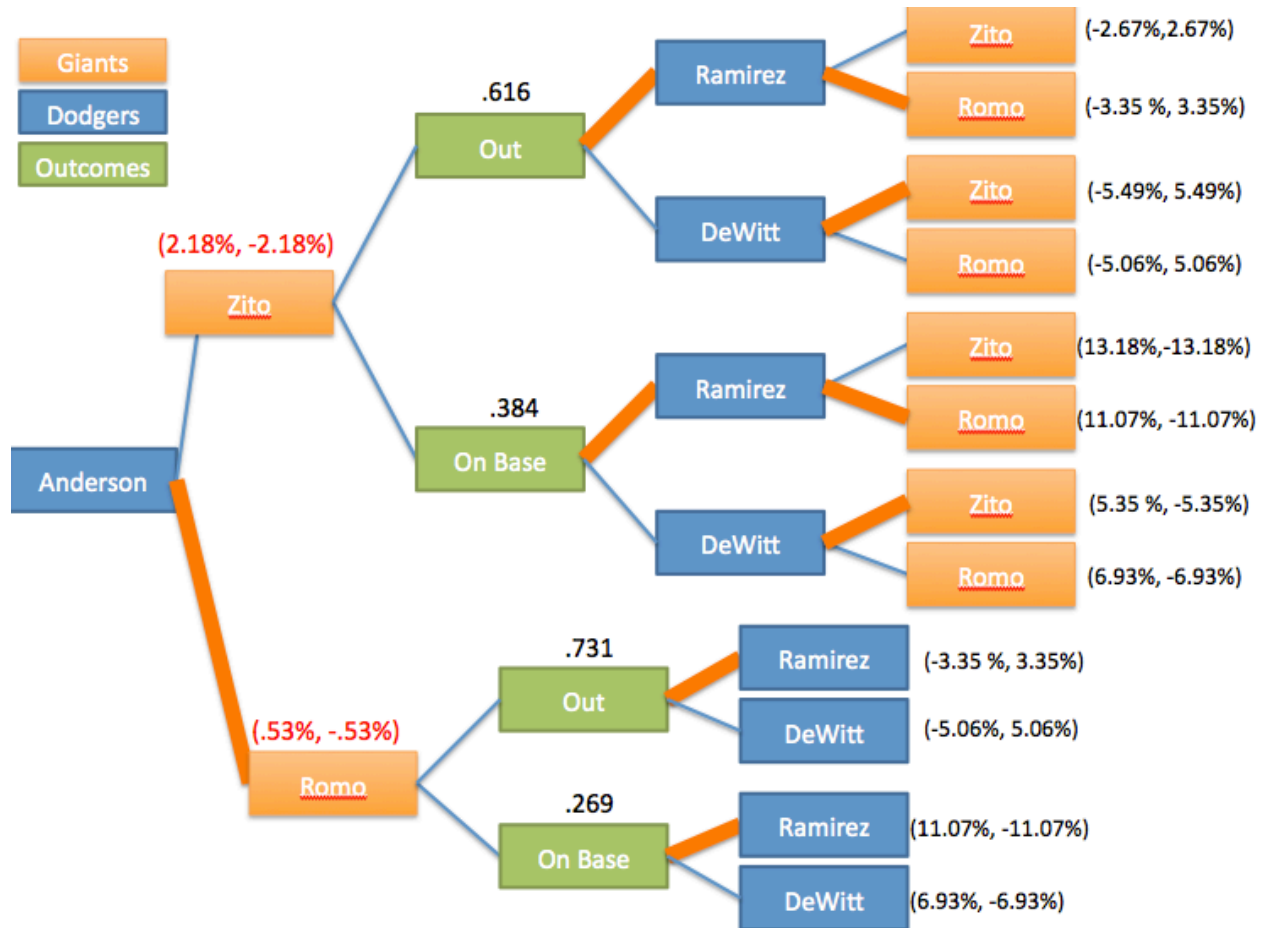 Giants
Dodgers
Outcomes
Anderson
(2.18%, -2.18%)
Zito
.616
Out
Ramirez
Zito
(-2.67%,2.67%)
Romo
(-3.35 %, 3.35%)
DeWitt
Zito
(-5.49%, 5.49%)
Romo
(-5.06%, 5.06%)
.384
On Base
Ramirez
Zito
(13.18%,-13.18%)
Romo
(11.07%, -11.07%)
DeWitt
Zito
(5.35 %, -5.35%)
Romo
(6.93%, -6.93%)
(.53%, -.53%)
Romo
.731
Out
Ramirez
(-3.35 %, 3.35%)
DeWitt
(-5.06%, 5.06%)
.269
On Base
Ramirez
(11.07%, -11.07%)
DeWitt
(6.93%, -6.93%)